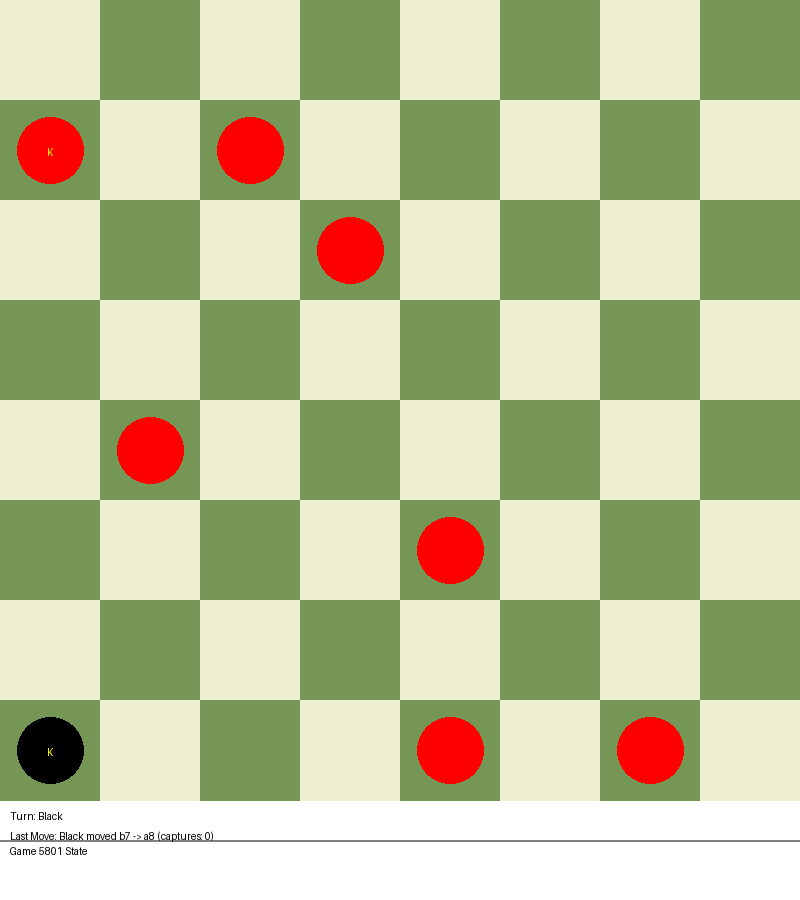 K
K
Turn: Black
Last Move: Black moved b7 -> a8 (captures: 0)
Game 5801 State